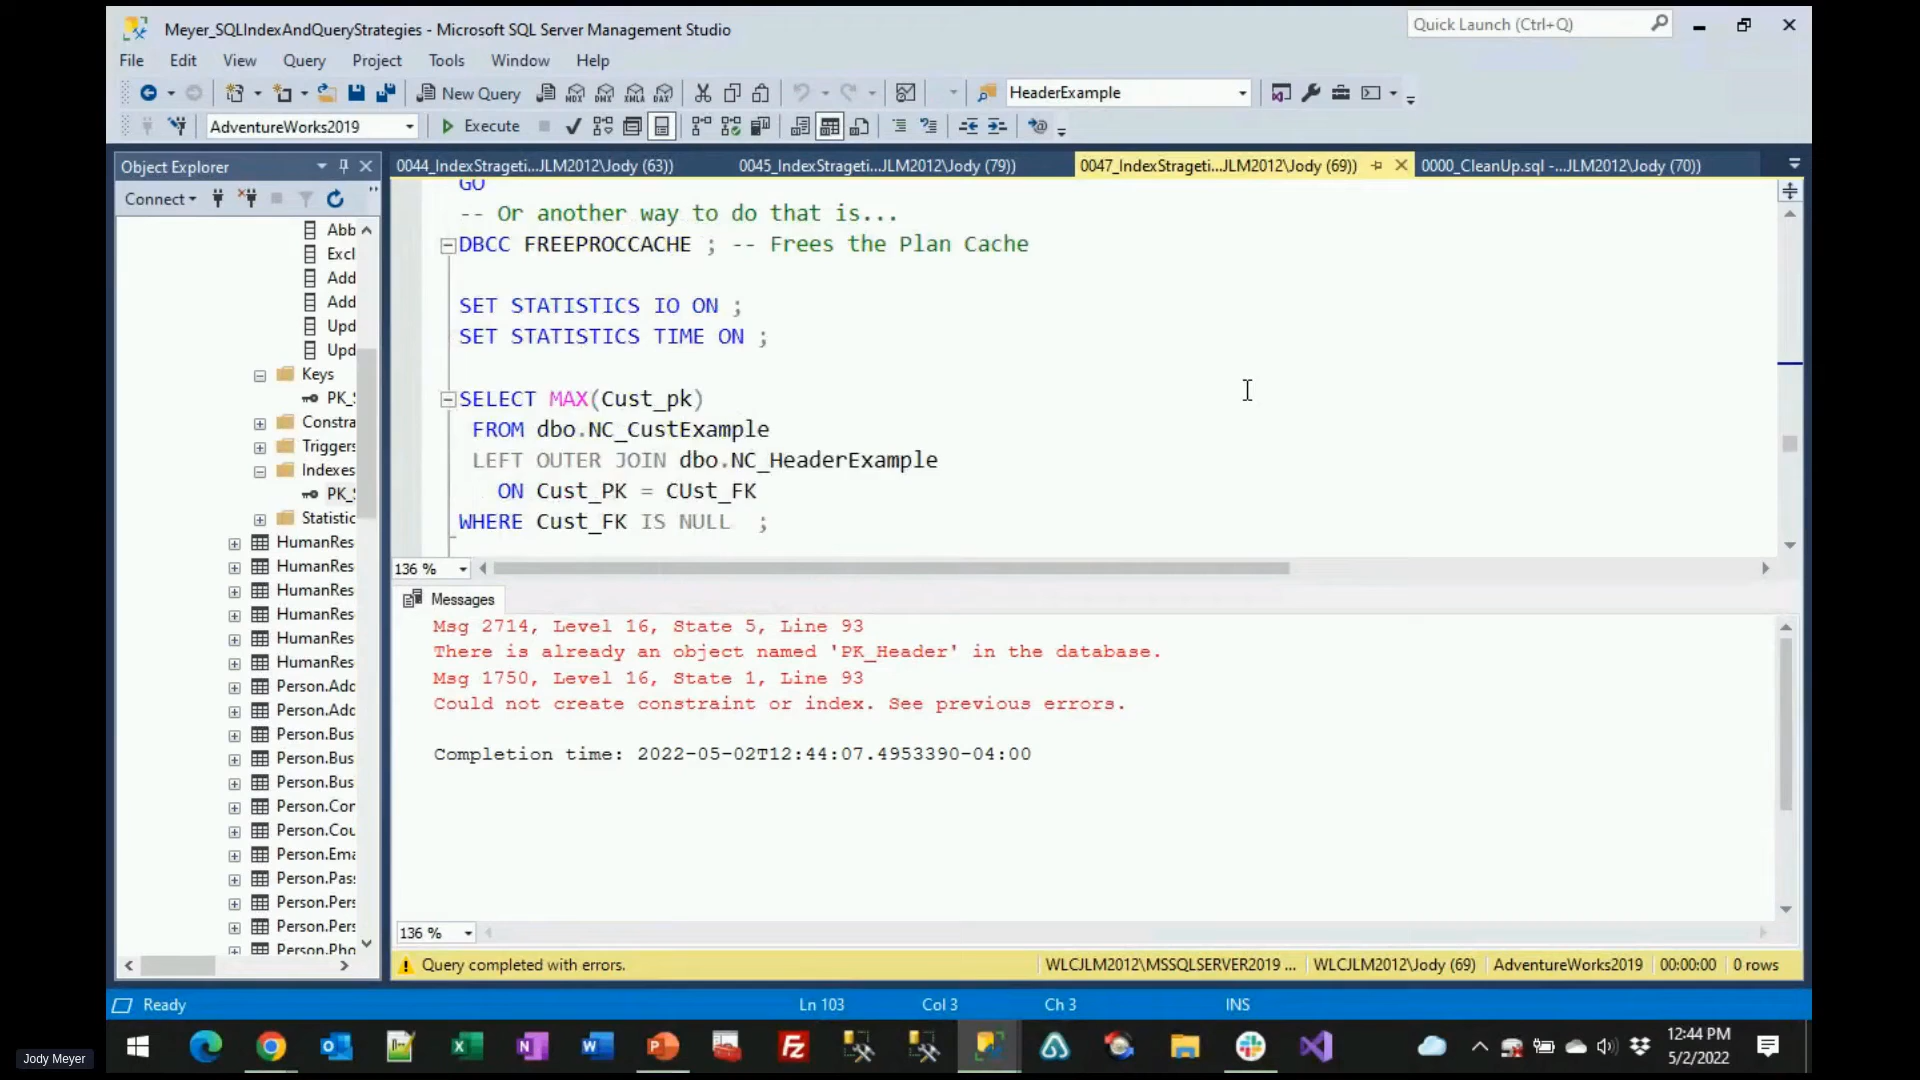 Meyer_SQLIndexAndQueryStrategies - Microsoft SQL Server Management Studio
Quick Launch (Ctrl+Q)
File Edit View Query Project Tools Window Help
New Query
HeaderExample
AdventureWorks2019
Execute
Object Explorer
0044_IndexStrageti...JLM2012\Jody (63))
0045_IndexStrageti...JLM2012\Jody (79))
0047_IndexStrageti...JLM2012\Jody (69))
0000_CleanUp.sql -...JLM2012\Jody (70))
Connect
Abb
Excl
Add
Add
Upd
Upd
Keys
PK_
Constra
Triggers
Indexes
PK_
Statistic
HumanRes
HumanRes
HumanRes
HumanRes
HumanRes
HumanRes
Person.Add
Person.Add
Person.Bus
Person.Bus
Person.Bus
Person.Cor
Person.Cou
Person.Ema
Person.Pas
Person.Pers
Person.Pers
Person.Pho
GO
-- Or another way to do that is...
DBCC FREEPROCCACHE ; -- Frees the Plan Cache
SET STATISTICS IO ON ;
SET STATISTICS TIME ON ;
SELECT MAX(Cust_pk)
FROM dbo.NC_CustExample
LEFT OUTER JOIN dbo.NC_HeaderExample
ON Cust_PK = CUst_FK
WHERE Cust_FK IS NULL ;
136 %
Messages
Msg 2714, Level 16, State 5, Line 93
There is already an object named 'PK_Header' in the database.
Msg 1750, Level 16, State 1, Line 93
Could not create constraint or index. See previous errors.
Completion time: 2022-05-02T12:44:07.4953390-04:00
136 %
Query completed with errors.
WLCJLM2012\MSSQLSERVER2019 ...
WLCJLM2012\Jody (69)
AdventureWorks2019
00:00:00
0 rows
Ready
Ln 103
Col 3
Ch 3
INS
12:44 PM
5/2/2022
Jody Meyer